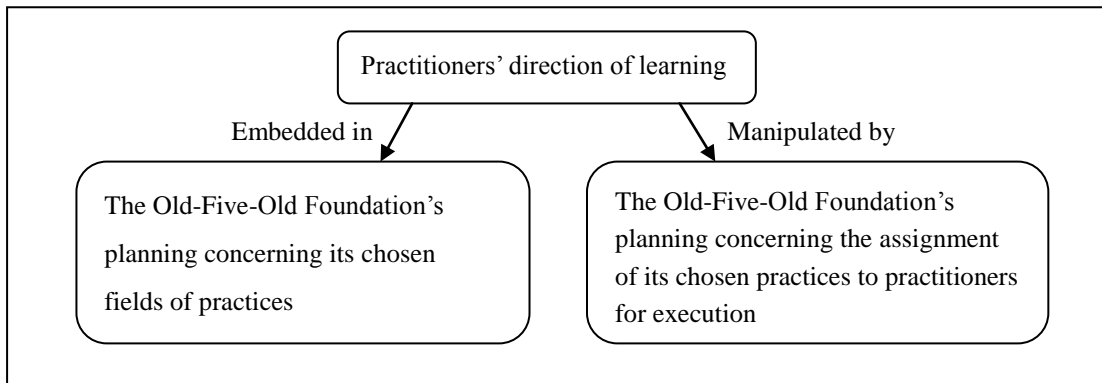 Practitioners’ direction of learning
Embedded in
Manipulated by
The Old-Five-Old Foundation’s
planning concerning its chosen
fields of practices
The Old-Five-Old Foundation’s
planning concerning the assignment
of its chosen practices to practitioners
for execution